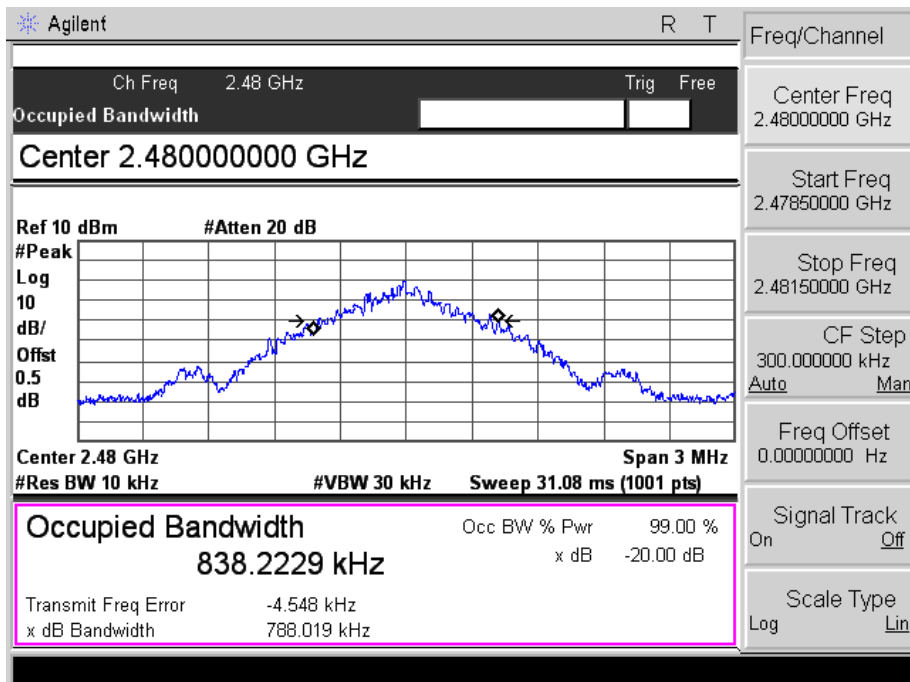 Agilent R T
Ch Freq 2.48 GHz Trig Free
Occupied Bandwidth
Center 2.480000000 GHz
Ref 10 dBm #Atten 20 dB
#Peak
Log
10
dB/
Offst
0.5
dB
Center 2.48 GHz Span 3 MHz
#Res BW 10 kHz #VBW 30 kHz Sweep 31.08 ms (1001 pts)
Occupied Bandwidth Occ BW % Pwr 99.00 %
838.2229 kHz x dB -20.00 dB
Transmit Freq Error -4.548 kHz
x dB Bandwidth 788.019 kHz
Freq/Channel
Center Freq
2.48000000 GHz
Start Freq
2.47850000 GHz
Stop Freq
2.48150000 GHz
CF Step
300.000000 kHz
Auto Man
Freq Offset
0.00000000 Hz
Signal Track
On Off
Scale Type
Log Lin